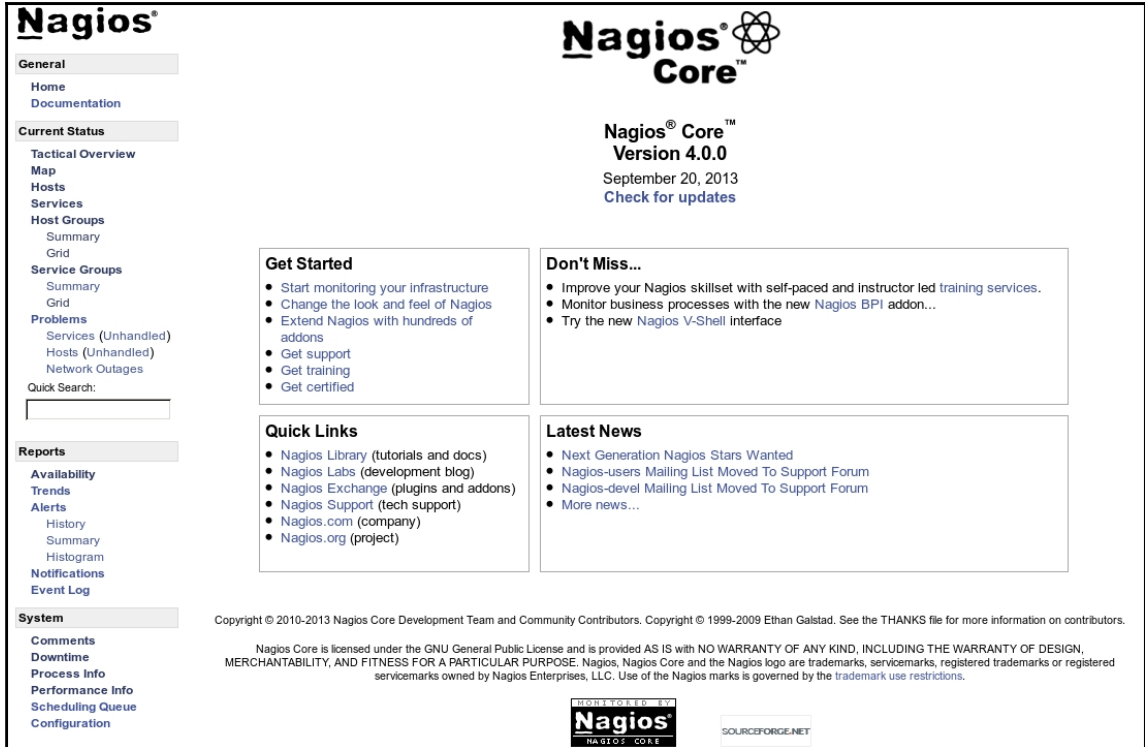 Nagios®
General
Home
Documentation
Current Status
Tactical Overview
Map
Hosts
Services
Host Groups
Summary
Grid
Service Groups
Summary
Grid
Problems
Services (Unhandled)
Hosts (Unhandled)
Network Outages
Quick Search:
Reports
Availability
Trends
Alerts
History
Summary
Histogram
Notifications
Event Log
System
Comments
Downtime
Process Info
Performance Info
Scheduling Queue
Configuration
Nagios®
Core™
Nagios® Core™
Version 4.0.0
September 20, 2013
Check for updates
Get Started
• Start monitoring your infrastructure
• Change the look and feel of Nagios
• Extend Nagios with hundreds of
addons
• Get support
• Get training
• Get certified
Don't Miss...
• Improve your Nagios skillset with self-paced and instructor led training services.
• Monitor business processes with the new Nagios BPI addon...
• Try the new Nagios V-Shell interface
Quick Links
• Nagios Library (tutorials and docs)
• Nagios Labs (development blog)
• Nagios Exchange (plugins and addons)
• Nagios Support (tech support)
• Nagios.com (company)
• Nagios.org (project)
Latest News
• Next Generation Nagios Stars Wanted
• Nagios-users Mailing List Moved To Support Forum
• Nagios-devel Mailing List Moved To Support Forum
• More news...
Copyright © 2010-2013 Nagios Core Development Team and Community Contributors. Copyright © 1999-2009 Ethan Galstad. See the THANKS file for more information on contributors.
Nagios Core is licensed under the GNU General Public License and is provided AS IS with NO WARRANTY OF ANY KIND, INCLUDING THE WARRANTY OF DESIGN,
MERCHANTABILITY, AND FITNESS FOR A PARTICULAR PURPOSE. Nagios, Nagios Core and the Nagios logo are trademarks, servicemarks, registered trademarks or registered
servicemarks owned by Nagios Enterprises, LLC. Use of the Nagios marks is governed by the trademark use restrictions.
MONITORED BY
Nagios®
NAGIOS CORE
SOURCEFORGE.NET